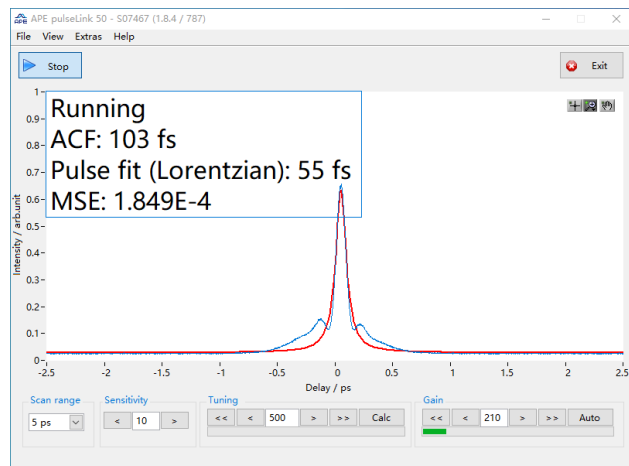 APE pulseLink 50 - S07467 (1.8.4 / 787)
File View Extras Help
Stop
Exit
Running
ACF: 103 fs
Pulse fit (Lorentzian): 55 fs
MSE: 1.849E-4
Intensity / arb.unit
1
0.9
0.8
0.7
0.6
0.5
0.4
0.3
0.2
0.1
0
-2.5 -2 -1.5 -1 -0.5 0 0.5 1 1.5 2 2.5
Delay / ps
Scan range
5 ps
Sensitivity
< 10 >
Tuning
<< < 500 > >> Calc
Gain
<< < 210 > >> Auto